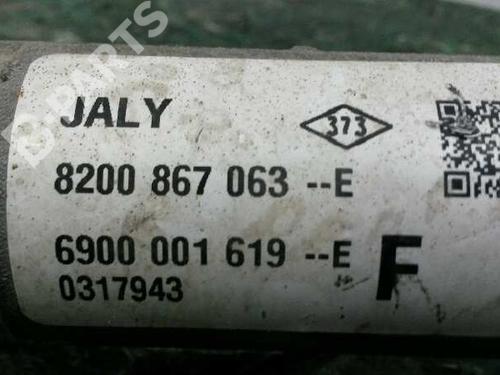 B-PARTS
JALY
373
8200 867 063 --E
6900 001 619 --E
F
0317943